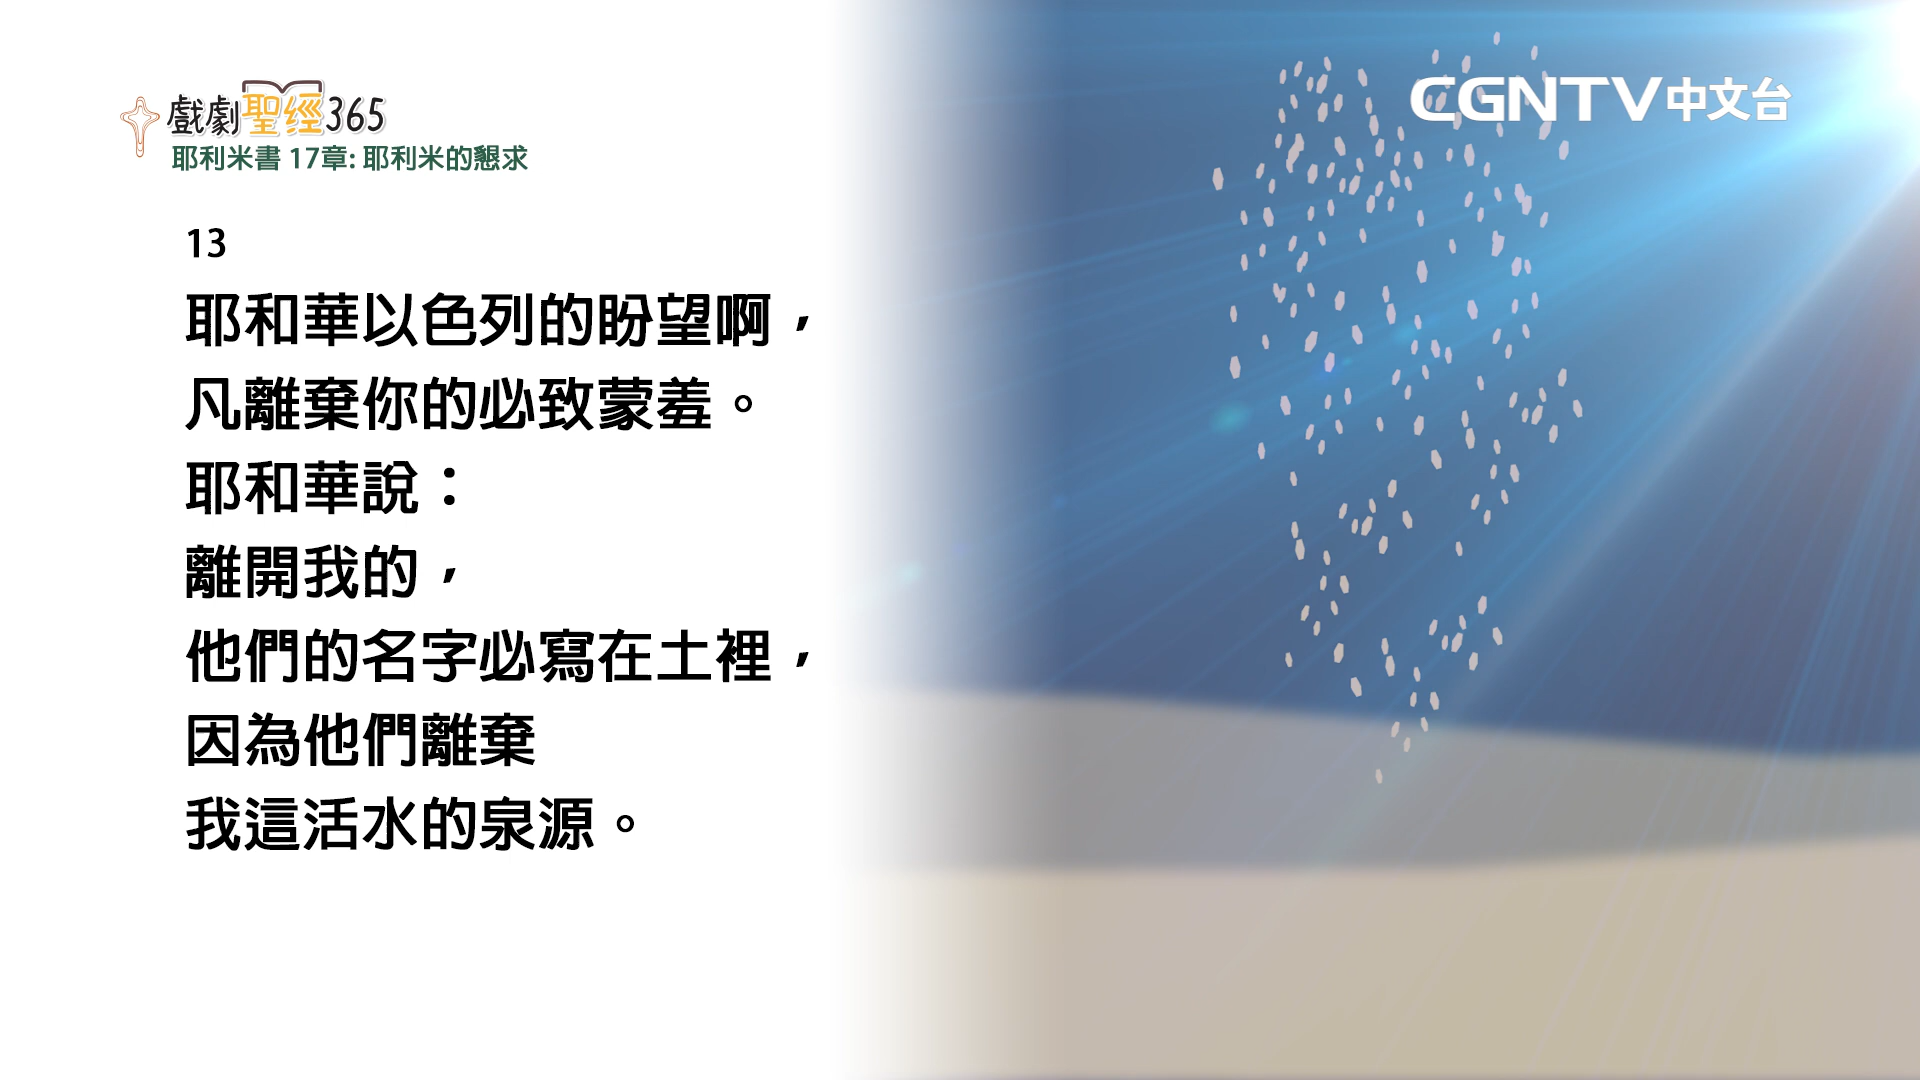 戲劇聖經365
CGNTV中文台
耶利米書 17章: 耶利米的懇求
13
耶和華以色列的盼望啊，
凡離棄你的必致蒙羞。
耶和華說：
離開我的，
他們的名字必寫在土裡，
因為他們離棄
我這活水的泉源。